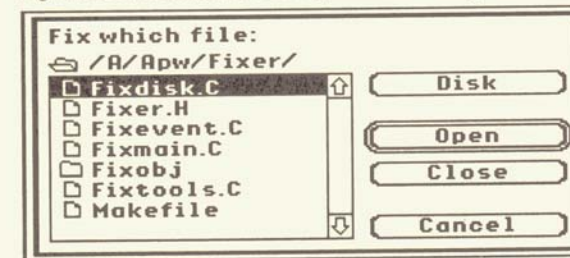 Fix which file:
/A/Apw/Fixer/
Fixdisk.C
Fixer.H
Fixevent.C
Fixmain.C
Fixobj
Fixtools.C
Makefile
Disk
Open
Close
Cancel